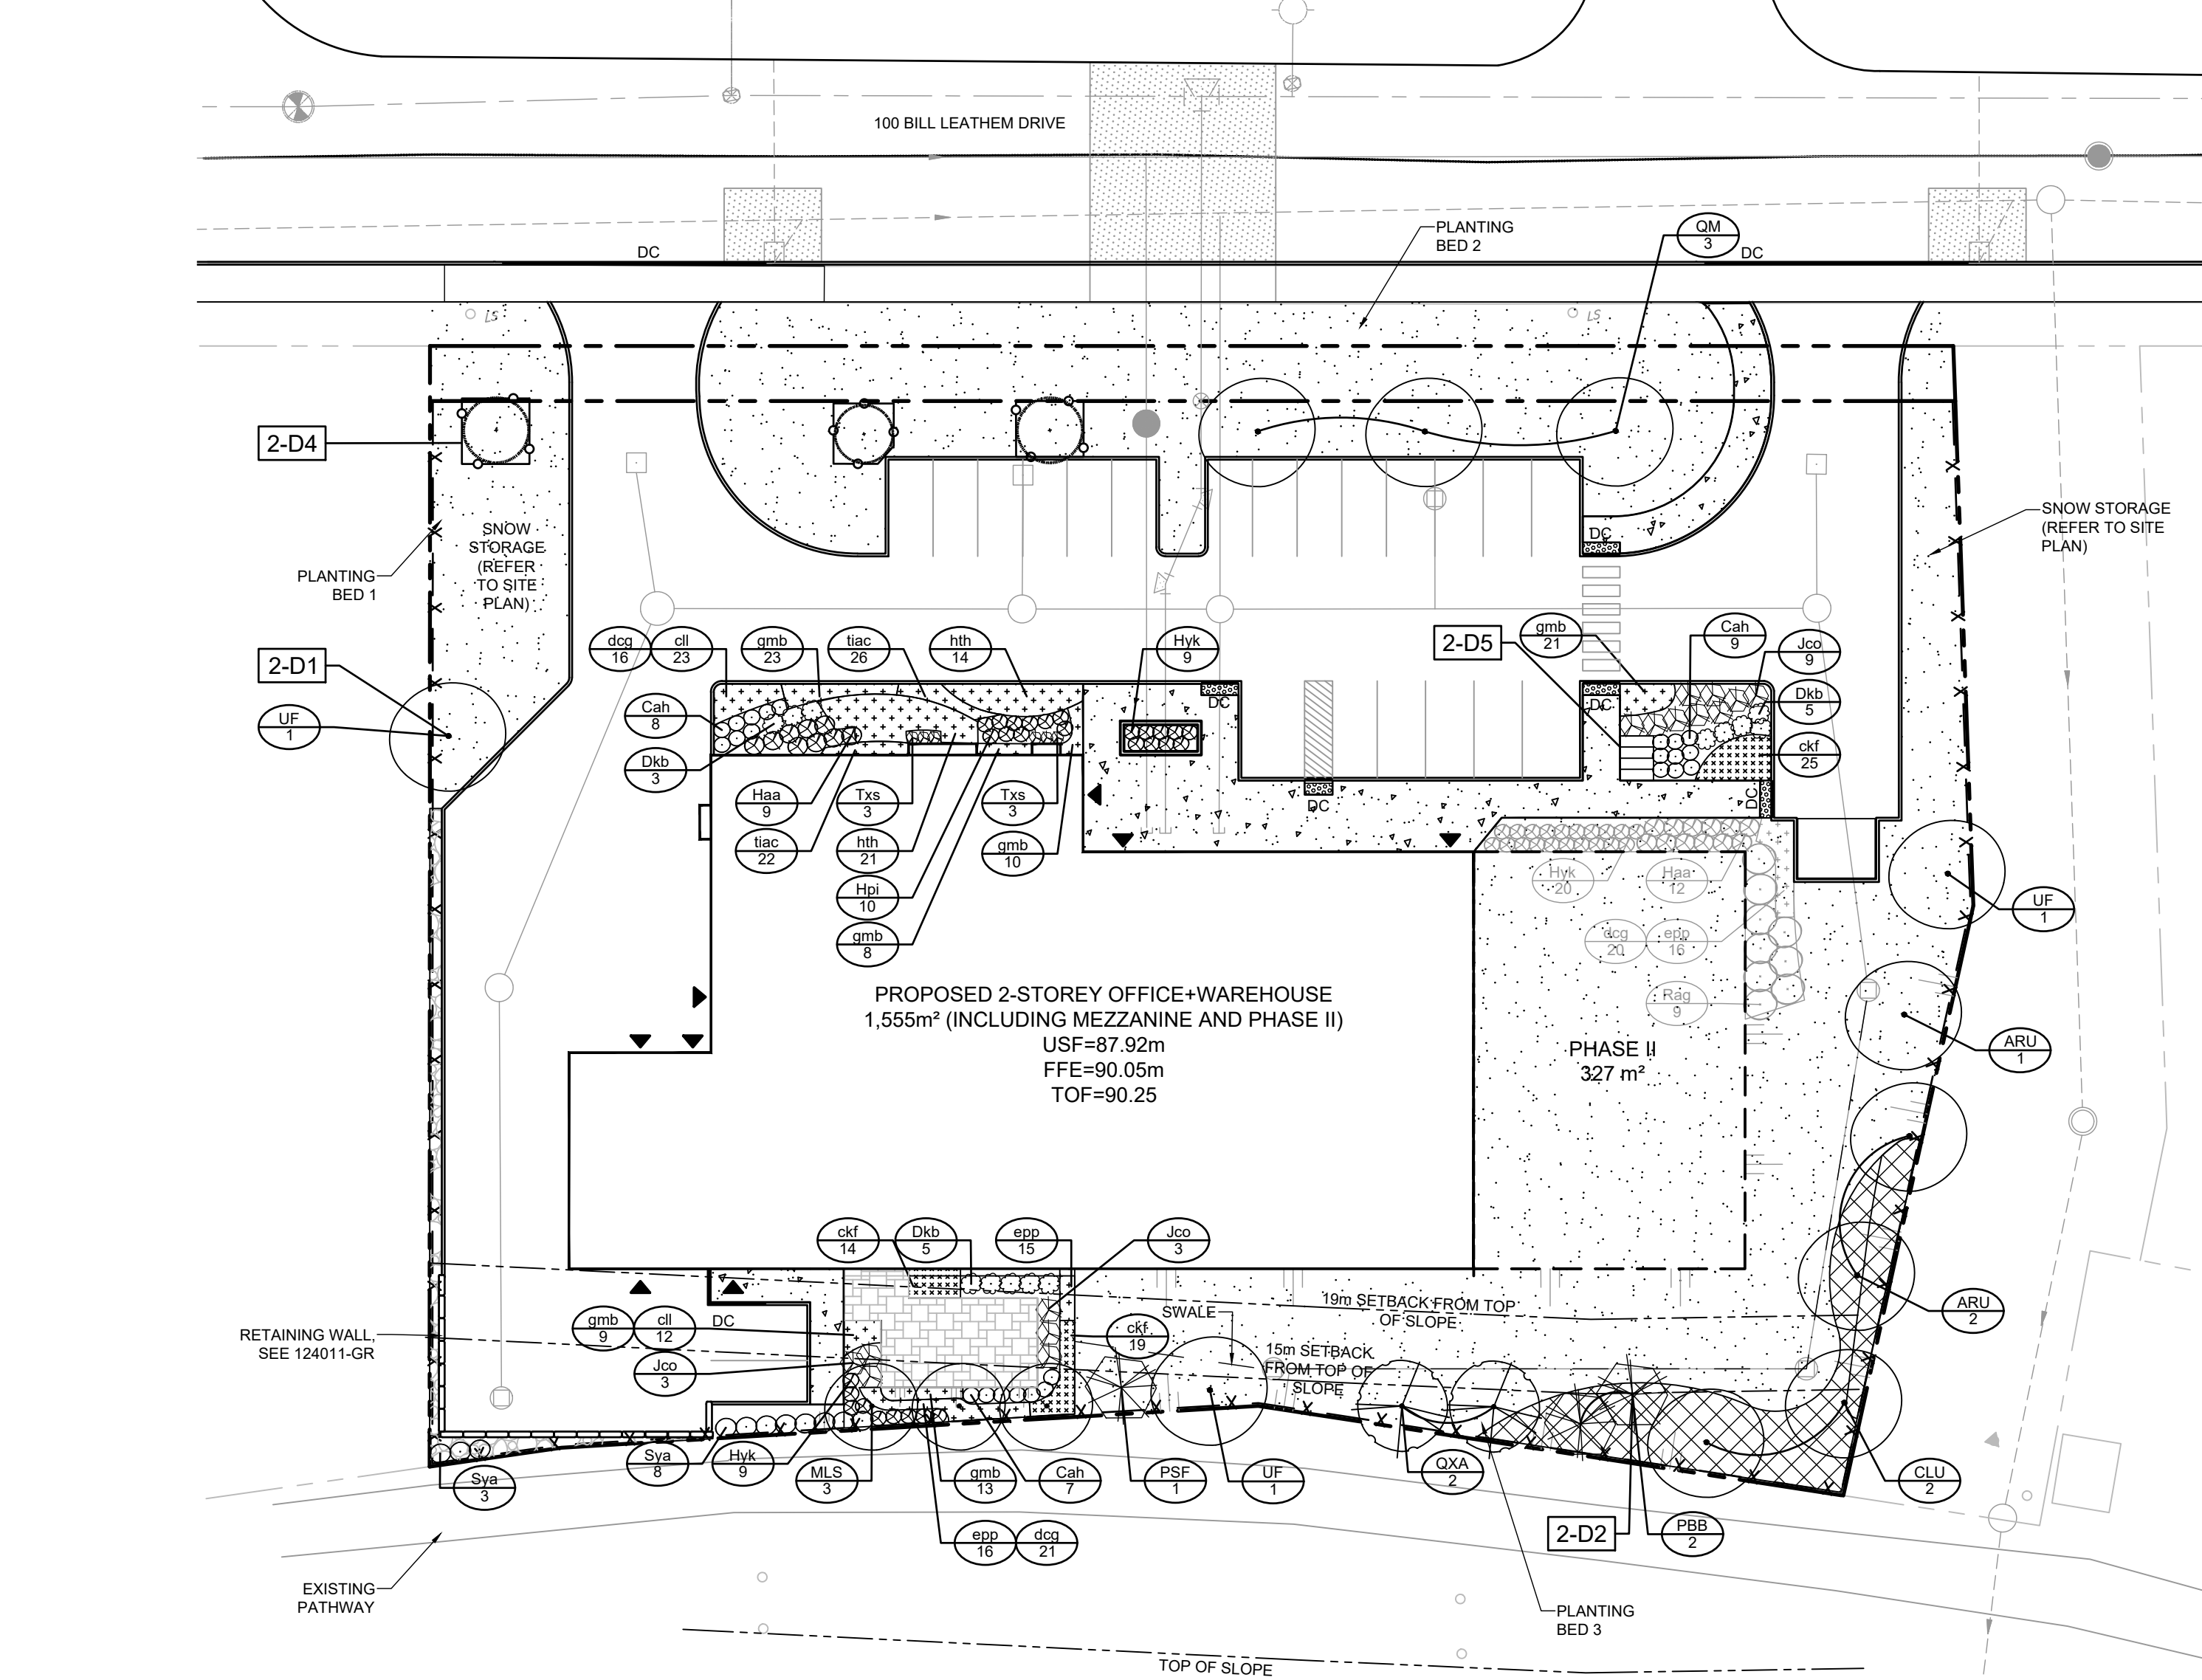 100 BILL LEATHEM DRIVE
PLANTING
BED 2
QM
3
DC
DC
LS
LS
2-D4
SNOW
STORAGE
(REFER
TO SITE
PLAN)
SNOW STORAGE
(REFER TO SITE
PLAN)
PLANTING
BED 1
DC
2-D1
UF
1
dcg
16
cll
23
gmb
23
tiac
26
hth
14
Hyk
9
2-D5
gmb
21
Cah
9
Jco
9
Cah
8
DC
DC
Dkb
5
Dkb
3
ckf
25
Haa
9
Txs
3
Txs
3
DC
DC
tiac
22
hth
21
gmb
10
Hpi
10
gmb
8
Hyk
20
Haa
12
UF
1
dcg
20
epp
16
Rag
9
PROPOSED 2-STOREY OFFICE+WAREHOUSE
1,555m² (INCLUDING MEZZANINE AND PHASE II)
USF=87.92m
FFE=90.05m
TOF=90.25
PHASE II
327 m²
ARU
1
ckf
14
Dkb
5
epp
15
Jco
3
ARU
2
gmb
9
cll
12
DC
SWALE
19m SETBACK FROM TOP
OF SLOPE
RETAINING WALL,
SEE 124011-GR
ckf
19
15m SETBACK
FROM TOP OF
SLOPE
Jco
3
Sya
3
Sya
8
Hyk
9
MLS
3
gmb
13
Cah
7
PSF
1
UF
1
QXA
2
CLU
2
epp
16
dcg
21
2-D2
PBB
2
EXISTING
PATHWAY
PLANTING
BED 3
TOP OF SLOPE